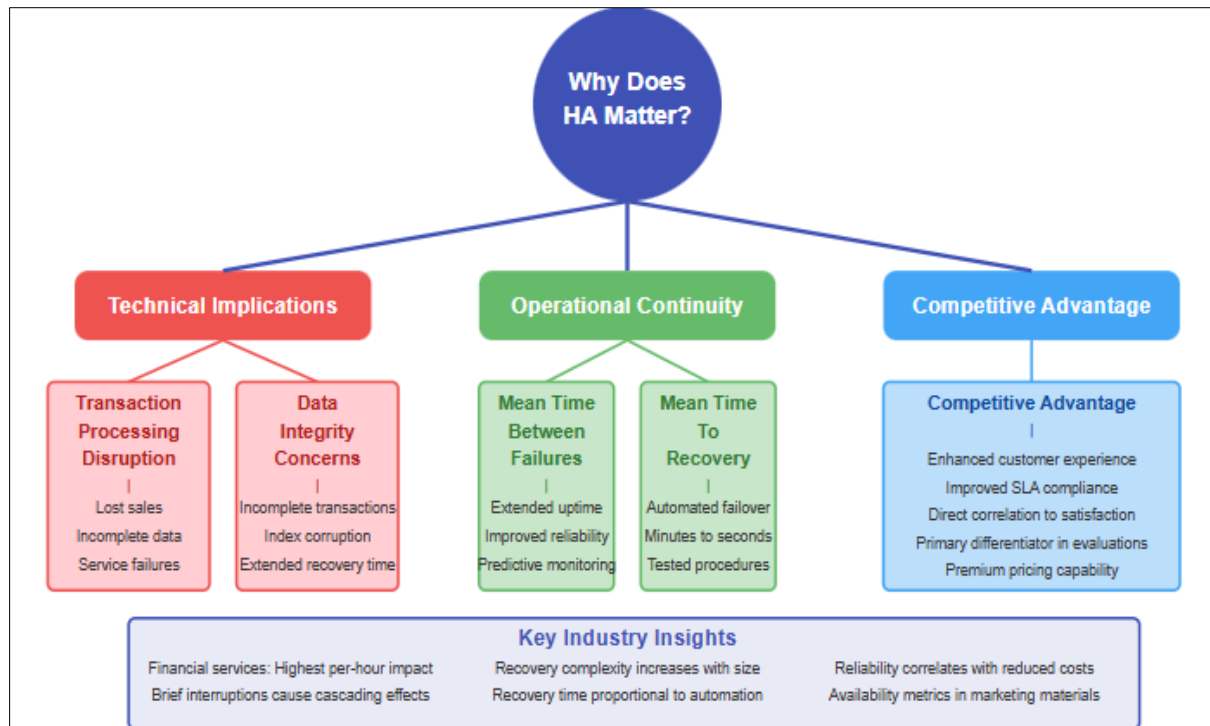 Why Does
HA Matter?
Technical Implications
Operational Continuity
Competitive Advantage
Transaction
Processing
Disruption
Lost sales
Incomplete data
Service failures
Data
Integrity
Concerns
Incomplete transactions
Index corruption
Extended recovery time
Mean Time
Between
Failures
Extended uptime
Improved reliability
Predictive monitoring
Mean Time
To
Recovery
Automated failover
Minutes to seconds
Tested procedures
Competitive Advantage
Enhanced customer experience
Improved SLA compliance
Direct correlation to satisfaction
Primary differentiator in evaluations
Premium pricing capability
Key Industry Insights
Financial services: Highest per-hour impact
Brief interruptions cause cascading effects
Recovery complexity increases with size
Recovery time proportional to automation
Reliability correlates with reduced costs
Availability metrics in marketing materials